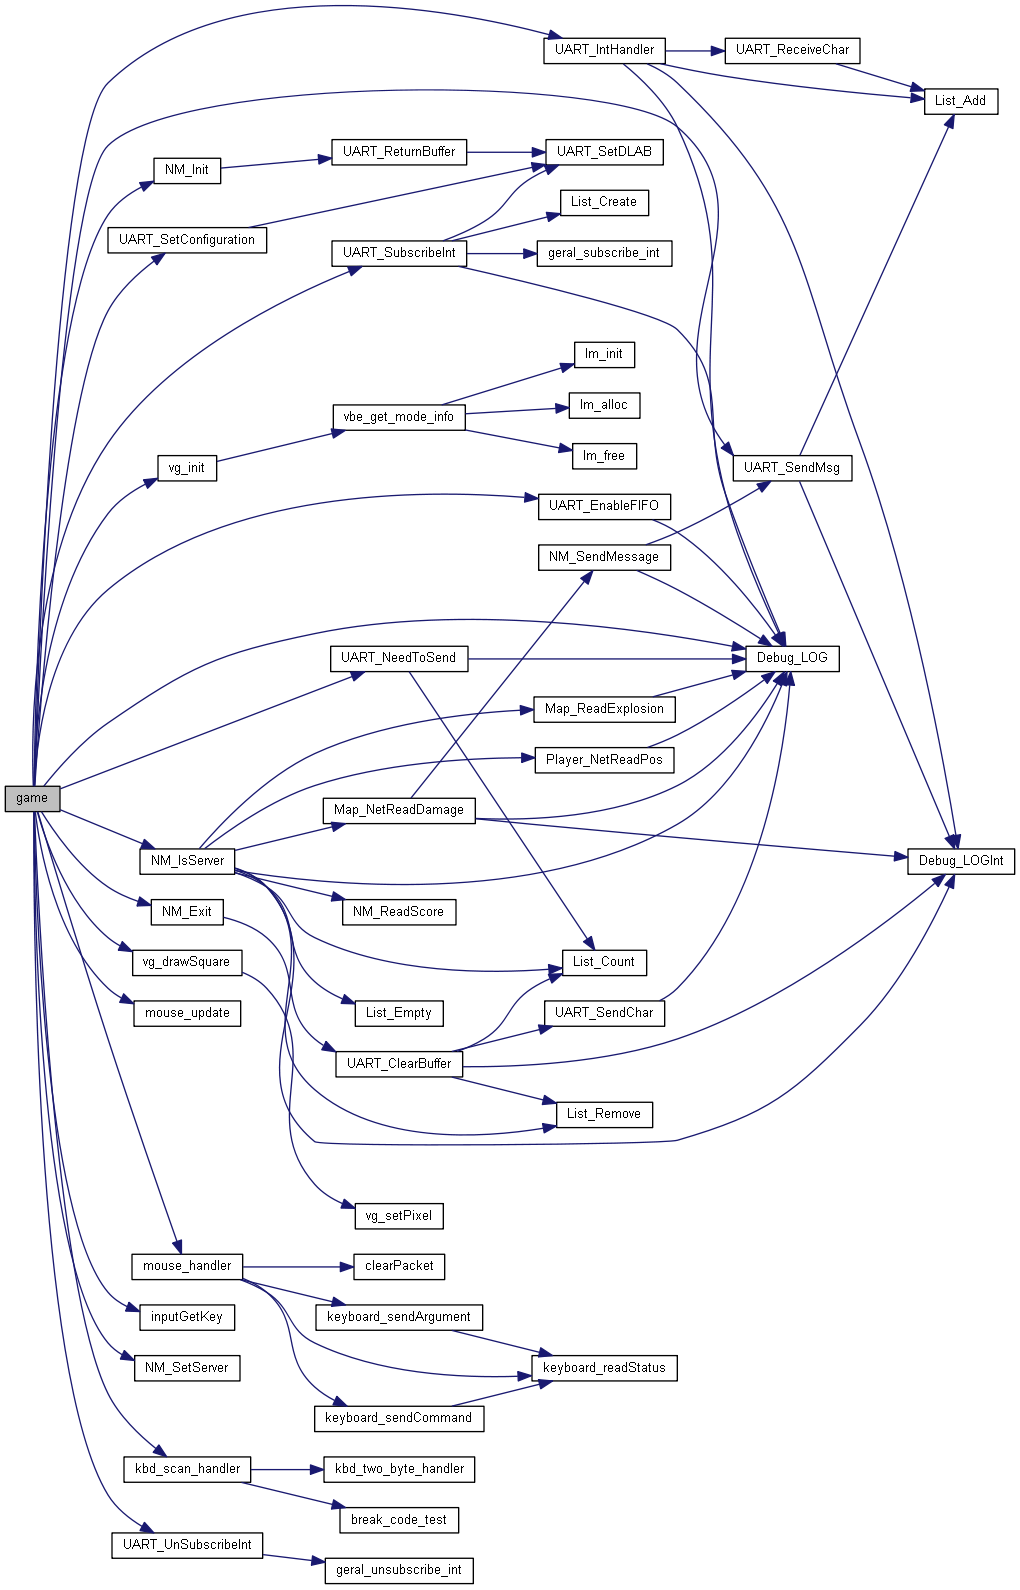 UART_IntHandler
UART_ReceiveChar
List_Add
UART_ReturnBuffer
UART_SetDLAB
NM_Init
List_Create
UART_SetConfiguration
UART_SubscribeInt
geral_subscribe_int
lm_init
lm_alloc
vbe_get_mode_info
lm_free
vg_init
UART_SendMsg
UART_EnableFIFO
NM_SendMessage
UART_NeedToSend
Debug_LOG
Map_ReadExplosion
Player_NetReadPos
game
Map_NetReadDamage
NM_IsServer
Debug_LOGInt
NM_Exit
NM_ReadScore
vg_drawSquare
List_Count
mouse_update
List_Empty
UART_SendChar
UART_ClearBuffer
List_Remove
vg_setPixel
mouse_handler
clearPacket
inputGetKey
keyboard_sendArgument
NM_SetServer
keyboard_readStatus
keyboard_sendCommand
kbd_scan_handler
kbd_two_byte_handler
break_code_test
UART_UnSubscribeInt
geral_unsubscribe_int